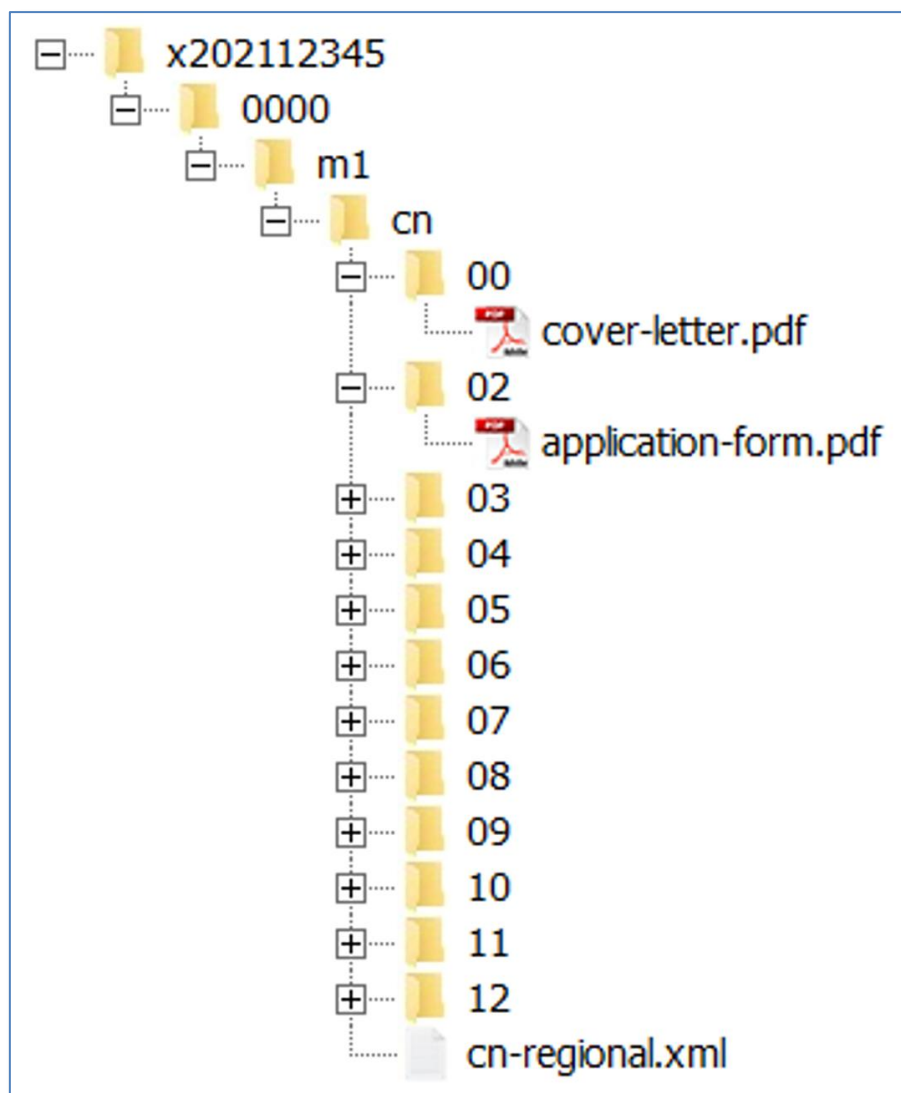 x202112345
0000
m1
cn
00
cover-letter.pdf
02
application-form.pdf
03
04
05
06
07
08
09
10
11
12
cn-regional.xml